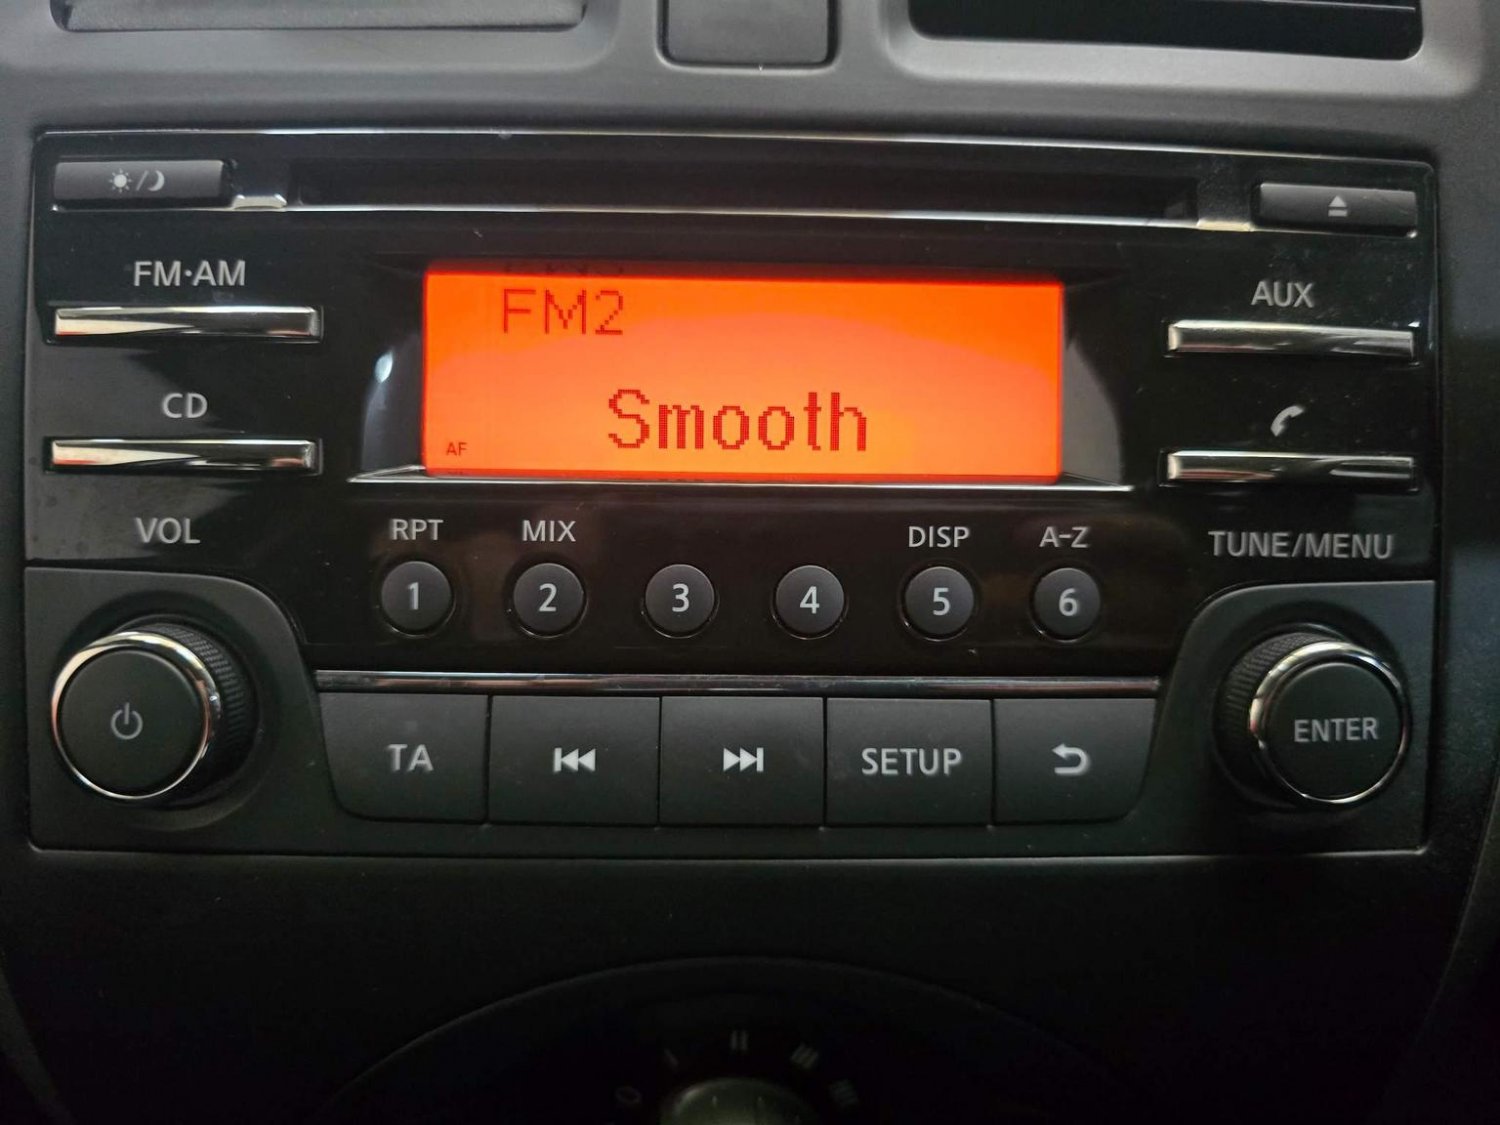 FM·AM
CD
VOL
FM2
Smooth
AF
AUX
TUNE/MENU
RPT MIX DISP A-Z
1 2 3 4 5 6
TA SETUP
ENTER